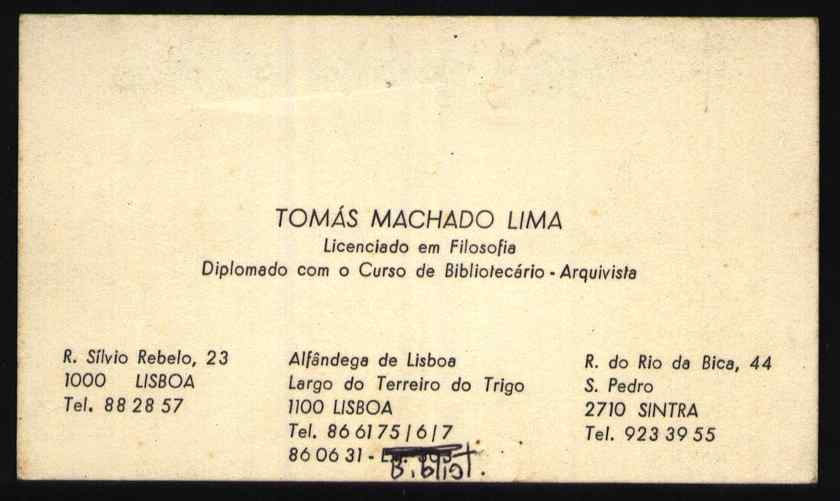 TOMÁS MACHADO LIMA
Licenciado em Filosofia
Diplomado com o Curso de Bibliotecário - Arquivista
R. Sílvio Rebelo, 23
1000 LISBOA
Tel. 88 28 57
Alfândega de Lisboa
Largo do Terreiro do Trigo
1100 LISBOA
Tel. 86 61 75 / 6 / 7
86 06 31 -
Bibliot.
R. do Rio da Bica, 44
S. Pedro
2710 SINTRA
Tel. 923 39 55